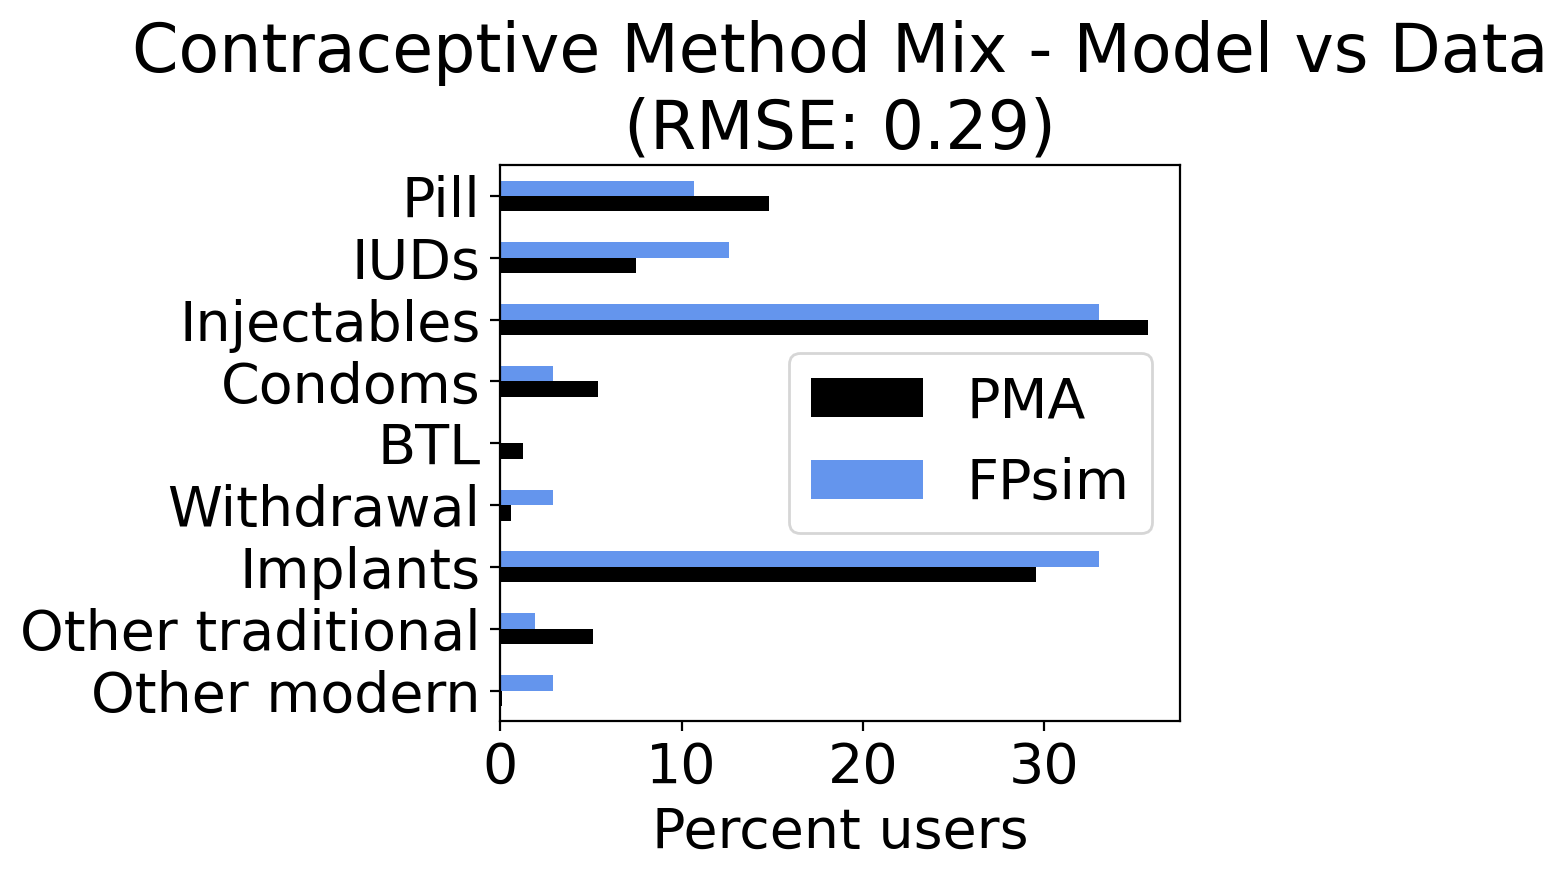 Contraceptive Method Mix - Model vs Data
(RMSE: 0.29)
Pill
IUDs
Injectables
Condoms
BTL
Withdrawal
Implants
Other traditional
Other modern
PMA
FPsim
0 10 20 30
Percent users